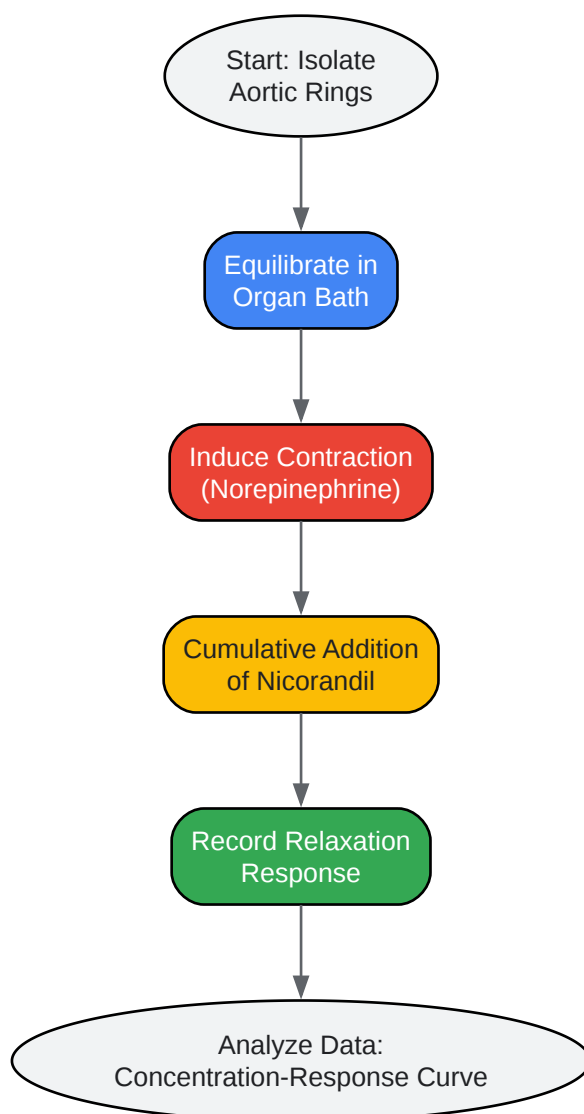 Start: Isolate
Aortic Rings
Equilibrate in
Organ Bath
Induce Contraction
(Norepinephrine)
Cumulative Addition
of Nicorandil
Record Relaxation
Response
Analyze Data:
Concentration-Response Curve